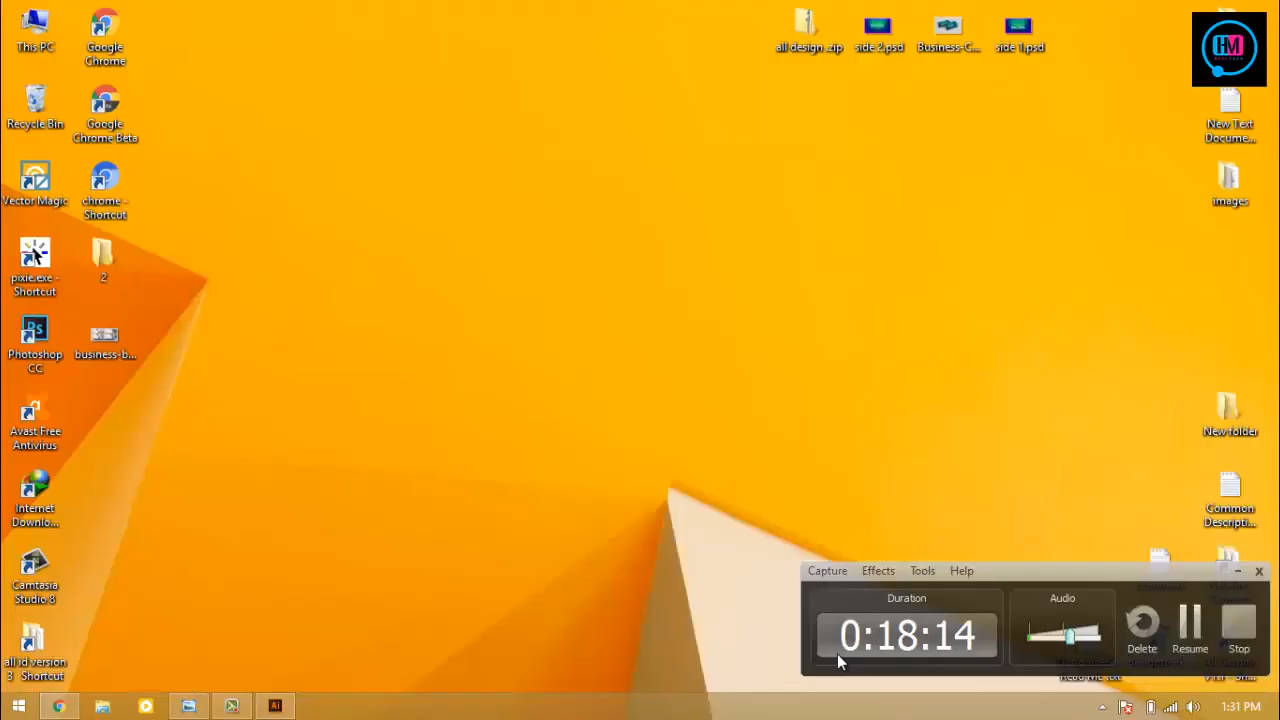 This PC
Google
Chrome
all design .zip
side 2.psd
Business-C...
side 1.psd
HM
Recycle Bin
Google
Chrome Beta
New Text
Docume...
Vector Magic
chrome -
Shortcut
images
pixie.exe -
Shortcut
2
Ps
Photoshop
CC
business-b...
Avast Free
Antivirus
New folder
Internet
Downlo...
Common
Descripti...
Camtasia
Studio 8
all id version
3 Shortcut
Capture Effects Tools Help
Duration
0:18:14
Audio
Delete
Resume
Stop
Ai
1:31 PM